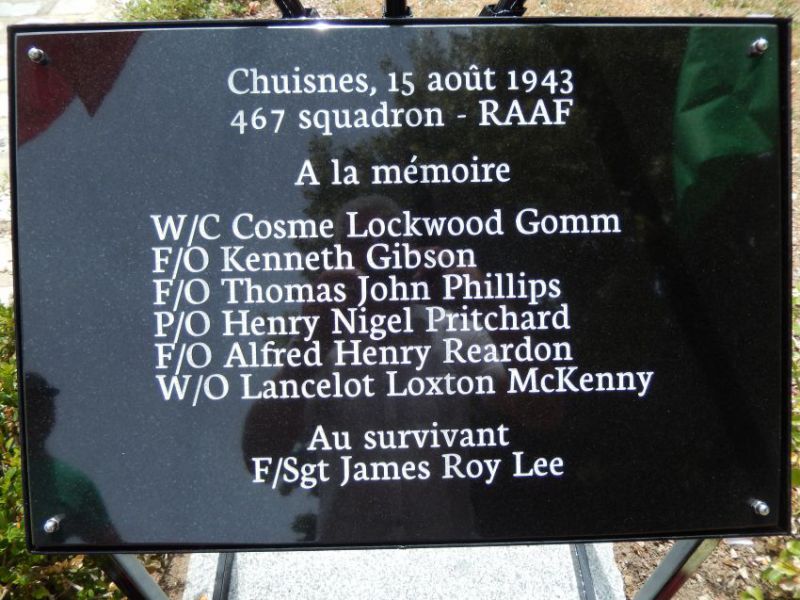 Chuisnes, 15 août 1943
467 squadron - RAAF
A la mémoire
W/C Cosme Lockwood Gomm
F/O Kenneth Gibson
F/O Thomas John Phillips
P/O Henry Nigel Pritchard
F/O Alfred Henry Reardon
W/O Lancelot Loxton McKenny
Au survivant
F/Sgt James Roy Lee